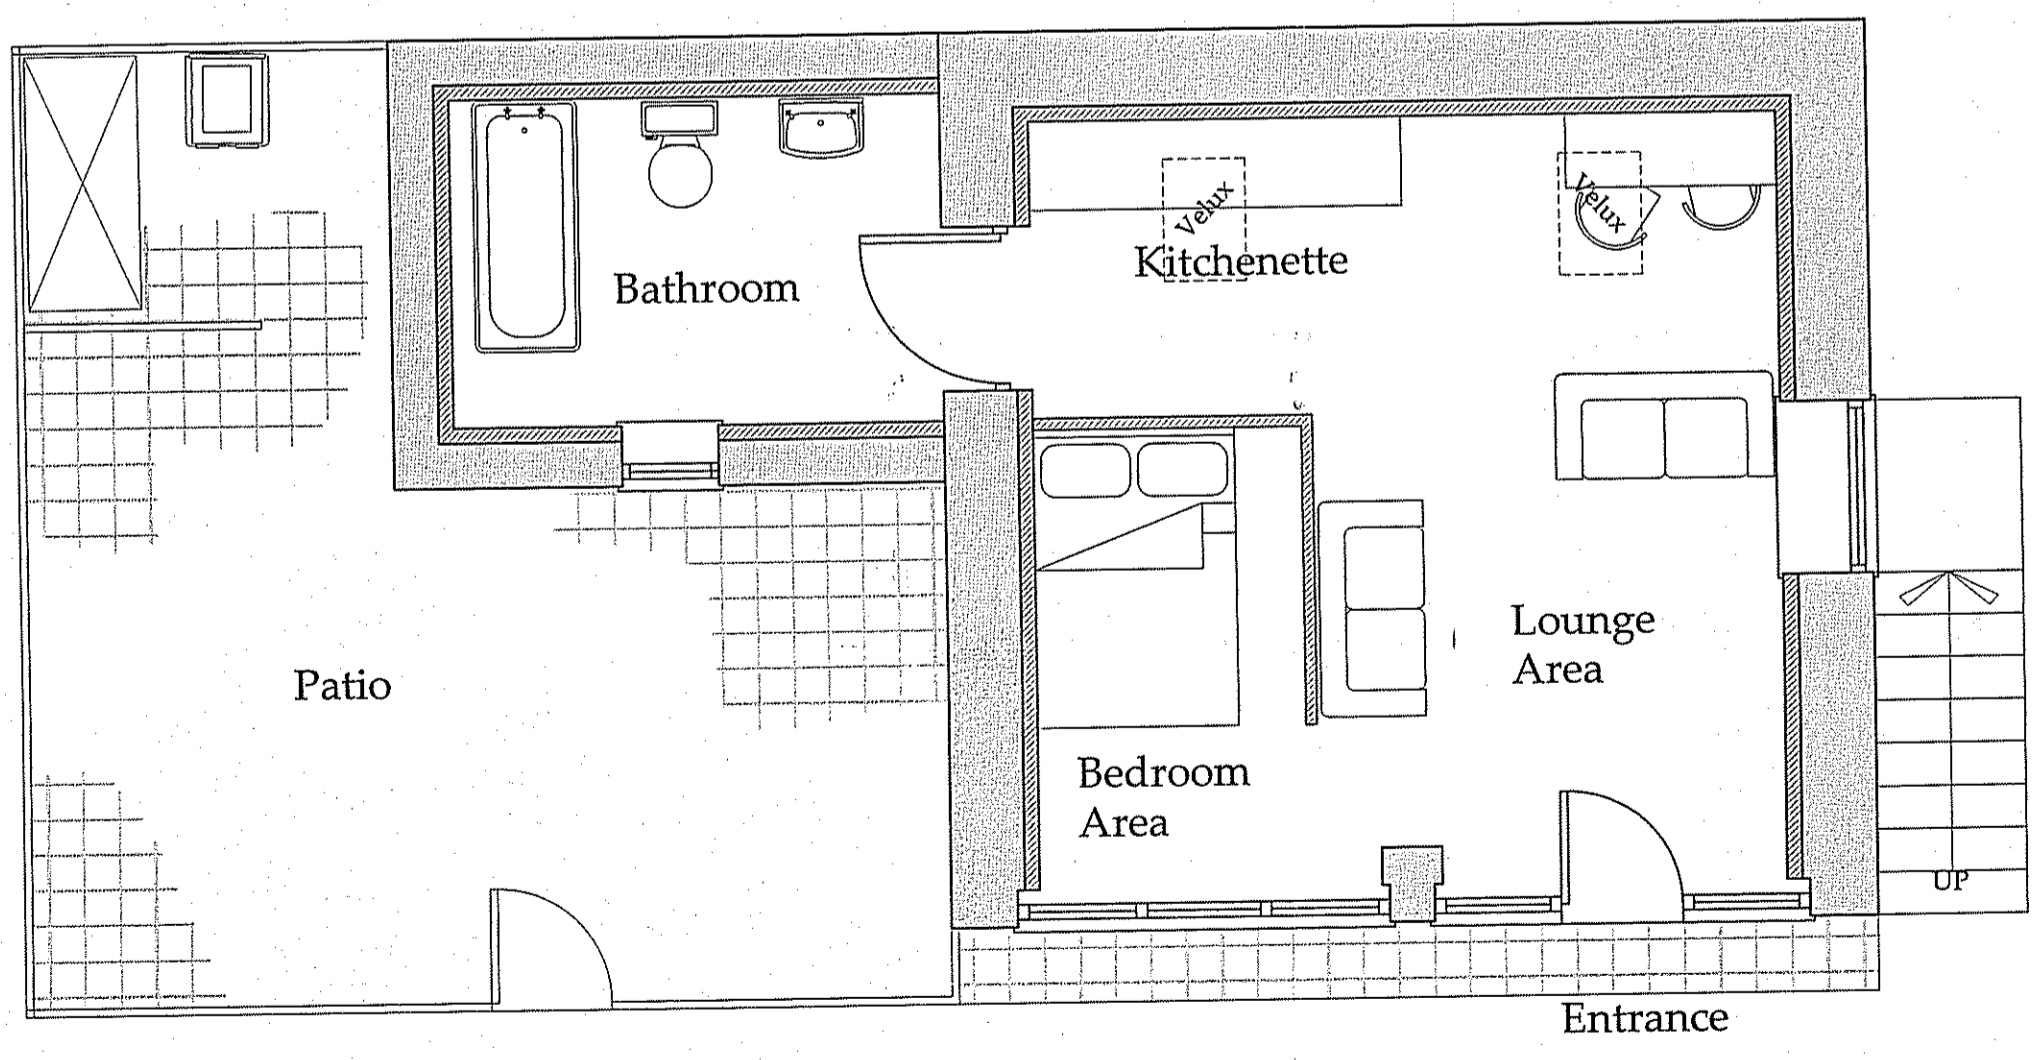 Velux
Velux
Kitchenette
Bathroom
Lounge
Area
Patio
Bedroom
Area
UP
Entrance